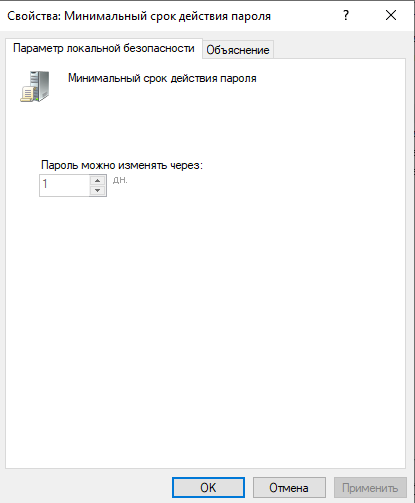 Свойства: Минимальный срок действия пароля
?
Параметр локальной безопасности
Объяснение
Минимальный срок действия пароля
Пароль можно изменять через:
1
дн.
OK
Отмена
Применить